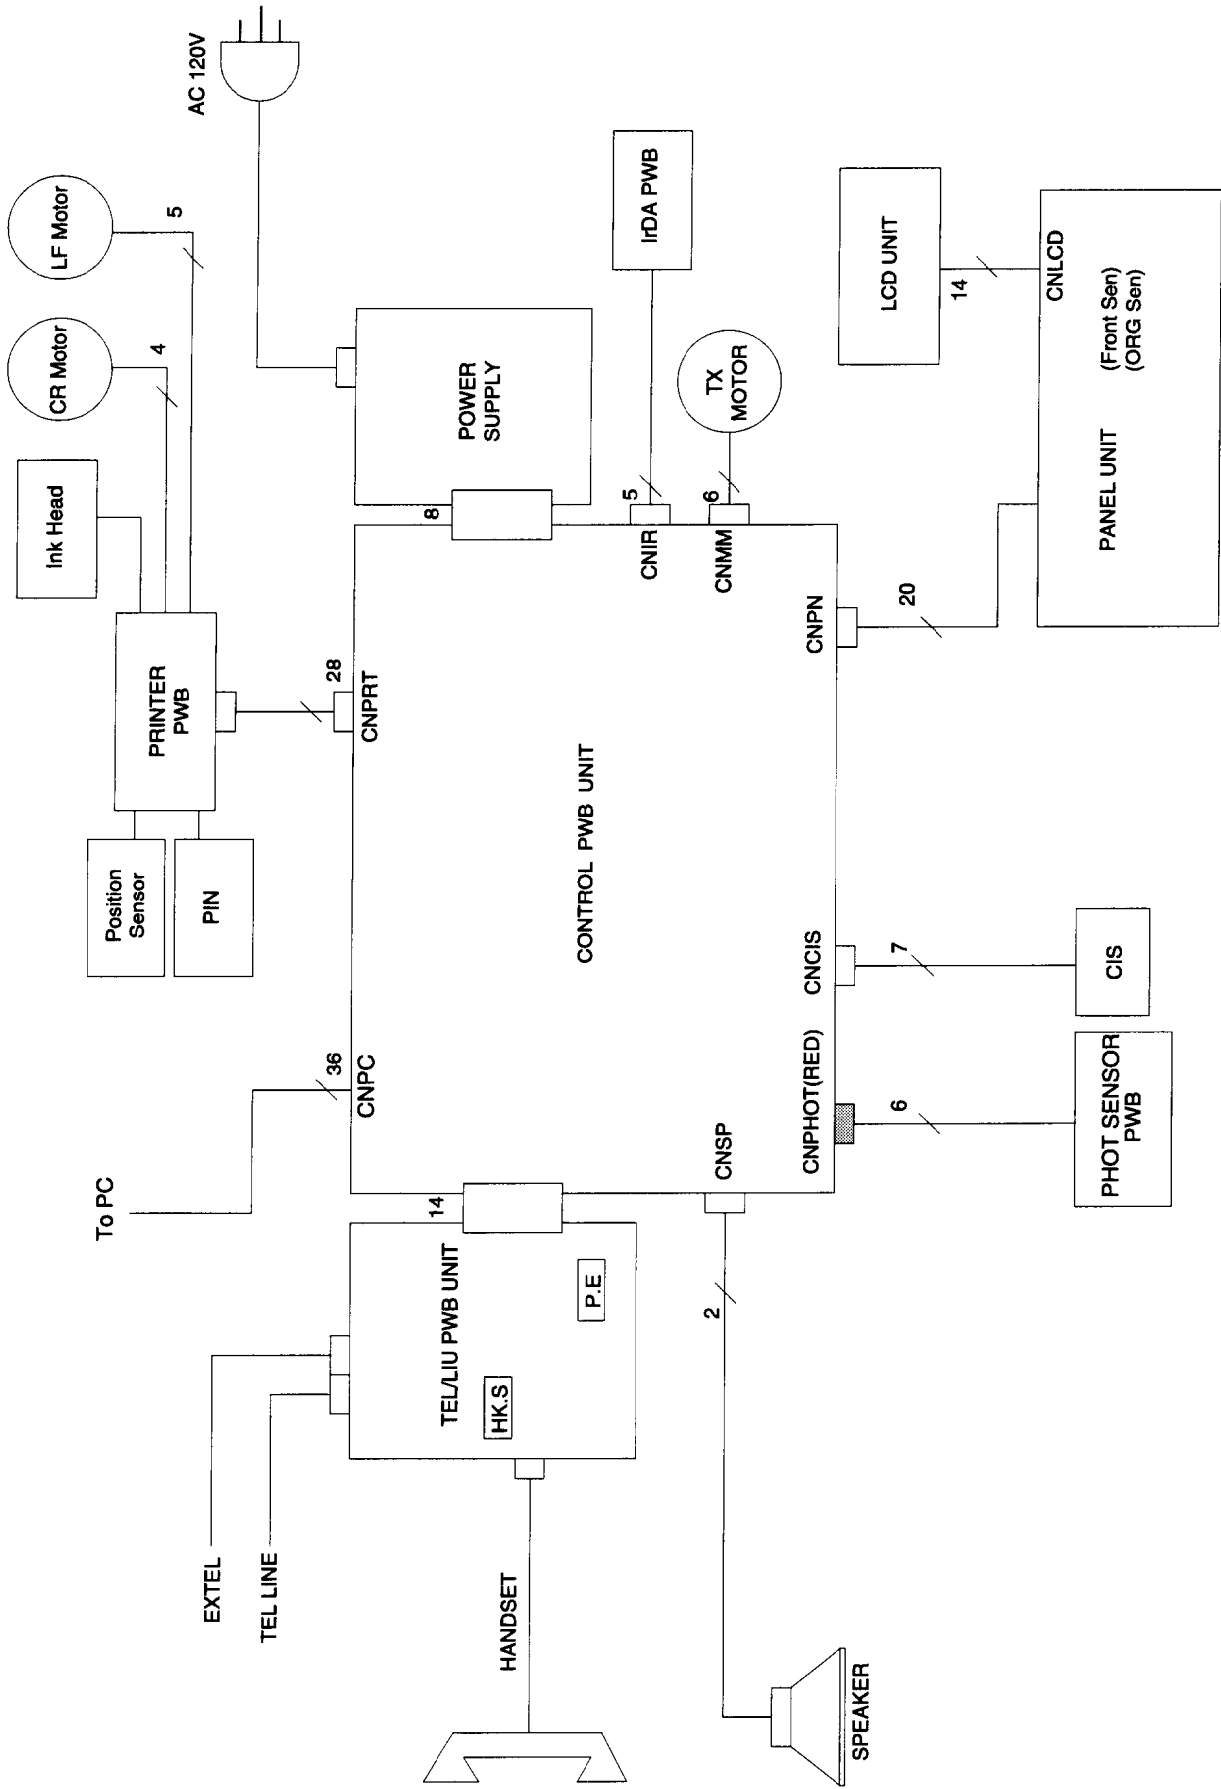 AC 120V
LF Motor
5
CR Motor
4
Ink Head
PRINTER
PWB
Position
Sensor
PIN
28
CNPRT
To PC
36
CNPC
EXTEL
TEL LINE
HANDSET
TEL/LIU PWB UNIT
HK.S
P.E
14
CONTROL PWB UNIT
8
POWER
SUPPLY
IrDA PWB
5
CNIR
TX
MOTOR
6
CNMM
CNSP
2
SPEAKER
CNPHOT(RED)
6
PHOT SENSOR
PWB
CNCIS
7
CIS
CNPN
20
LCD UNIT
14
CNLCD
PANEL UNIT
(Front Sen)
(ORG Sen)